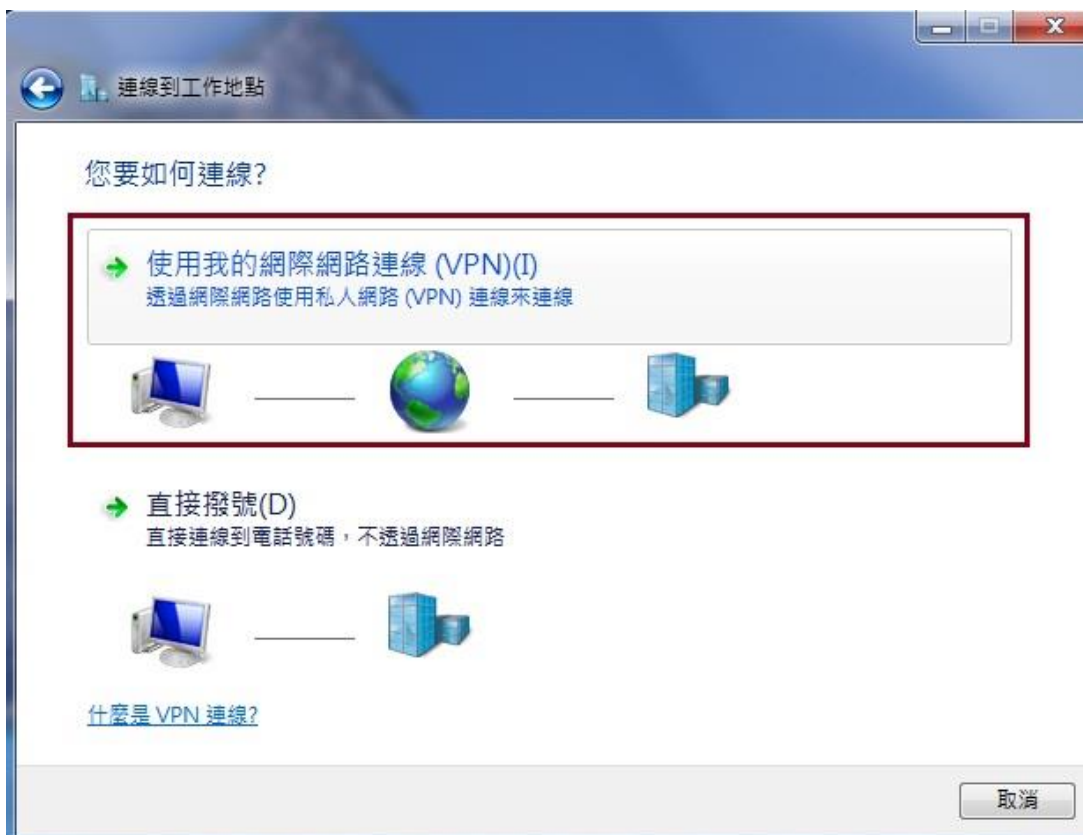 連線到工作地點
您要如何連線?
使用我的網際網路連線 (VPN)(I)
透過網際網路使用私人網路 (VPN) 連線來連線
直接撥號(D)
直接連線到電話號碼，不透過網際網路
什麼是 VPN 連線?
取消